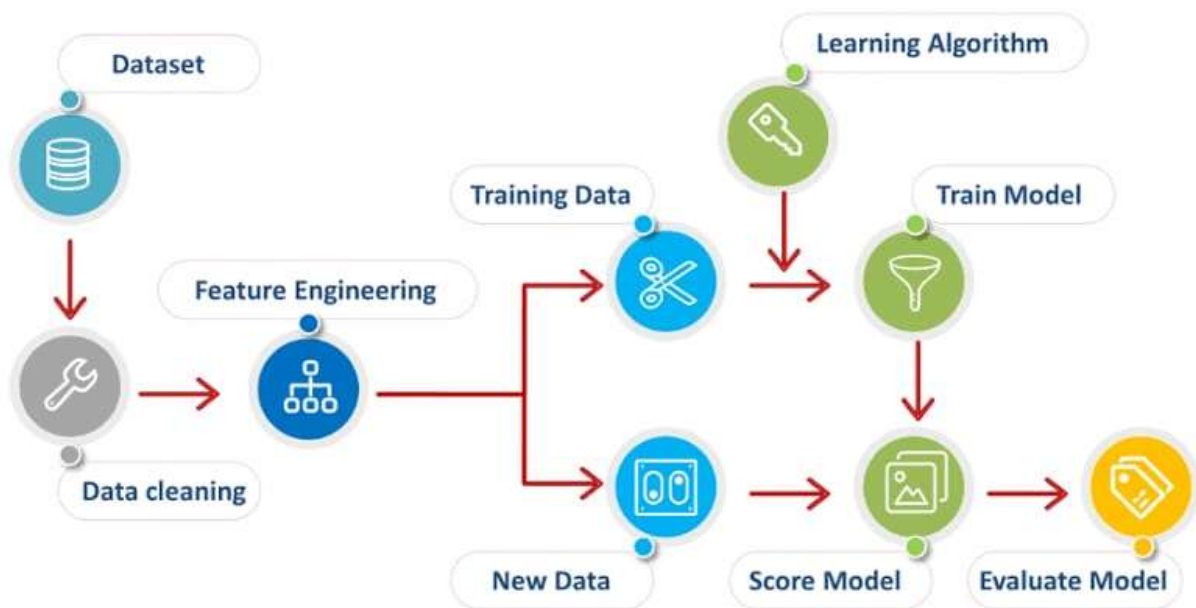 Dataset
Learning Algorithm
Training Data
Train Model
Feature Engineering
Data cleaning
New Data
Score Model
Evaluate Model